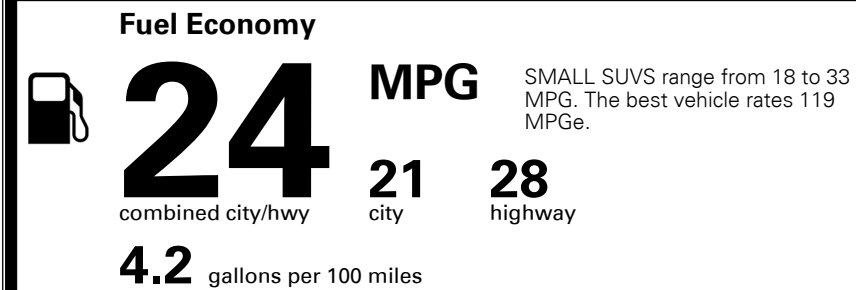 Fuel Economy
24 MPG
SMALL SUVS range from 18 to 33
MPG. The best vehicle rates 119
MPGe.
21 28
combined city/hwy city highway
4.2 gallons per 100 miles